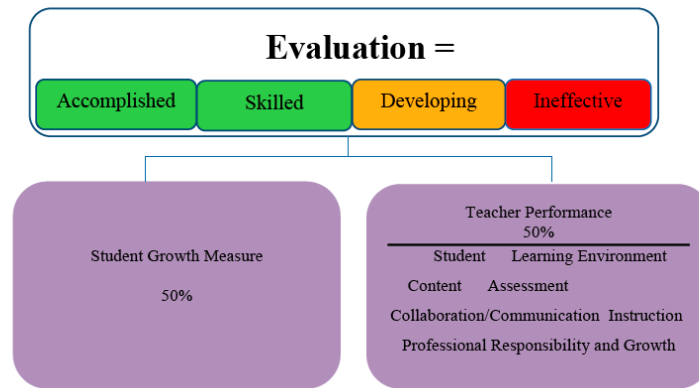 Evaluation =
Accomplished Skilled Developing Ineffective
Student Growth Measure
50%
Teacher Performance
50%
Student Learning Environment
Content Assessment
Collaboration/Communication Instruction
Professional Responsibility and Growth